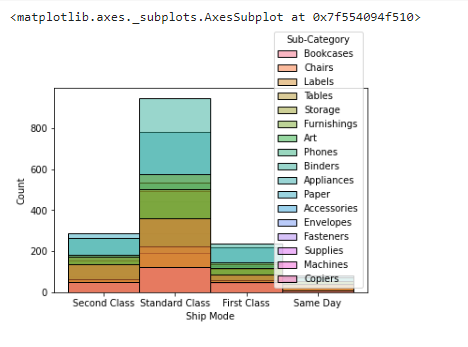 <matplotlib.axes._subplots.AxesSubplot at 0x7f554094f510>
Sub-Category
Bookcases
Chairs
Labels
Tables
Storage
Furnishings
Art
Phones
Binders
Appliances
Paper
Accessories
Envelopes
Fasteners
Supplies
Machines
Copiers
800
600
400
200
0
Count
Second Class Standard Class First Class Same Day
Ship Mode